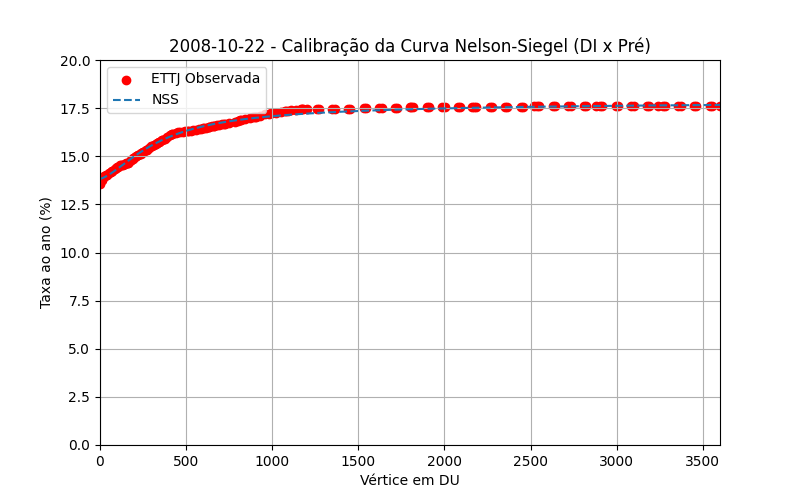 2008-10-22 - Calibração da Curva Nelson-Siegel (DI x Pré)
ETTJ Observada
NSS
20.0
17.5
15.0
12.5
10.0
7.5
5.0
2.5
0.0
Taxa ao ano (%)
0 500 1000 1500 2000 2500 3000 3500
Vértice em DU